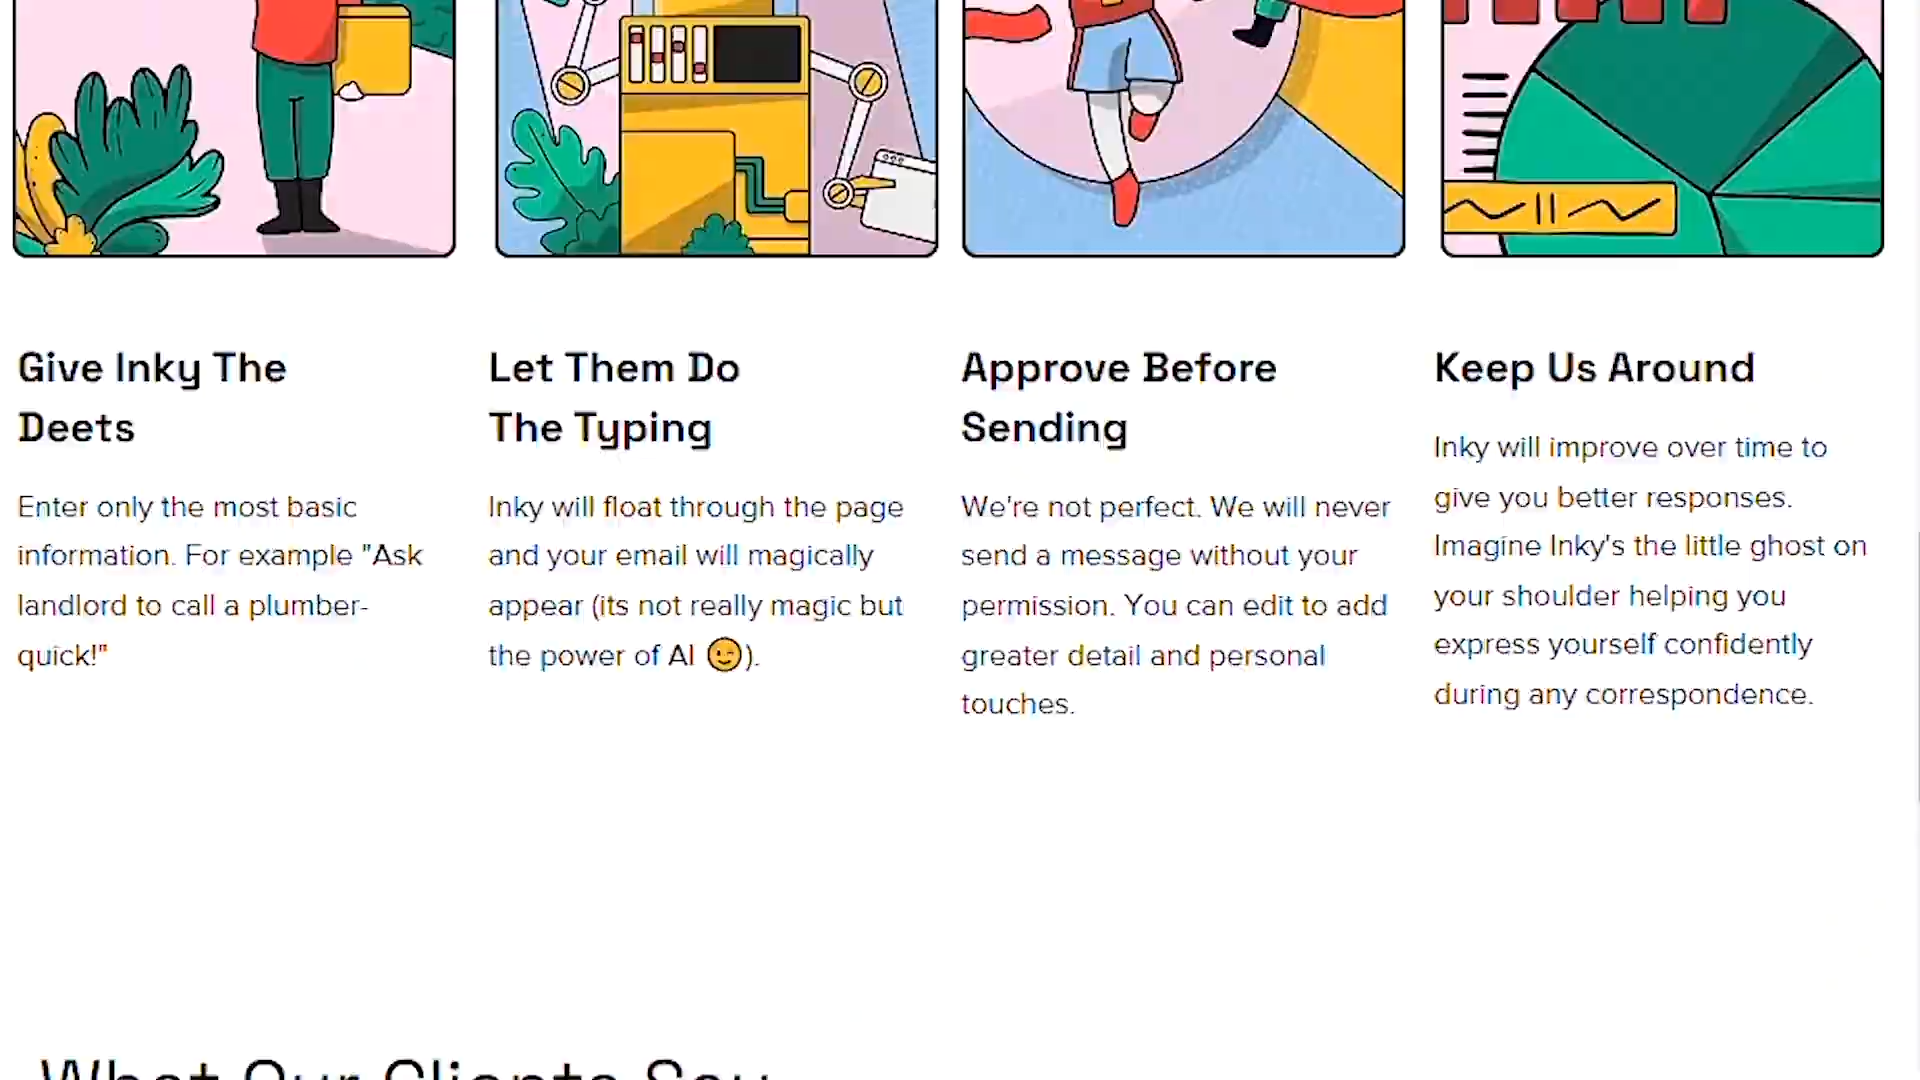 Give Inky The
Deets
Enter only the most basic
information. For example "Ask
landlord to call a plumber-
quick!"
Let Them Do
The Typing
Inky will float through the page
and your email will magically
appear (its not really magic but
the power of AI 😉).
Approve Before
Sending
We're not perfect. We will never
send a message without your
permission. You can edit to add
greater detail and personal
touches.
Keep Us Around
Inky will improve over time to
give you better responses.
Imagine Inky's the little ghost on
your shoulder helping you
express yourself confidently
during any correspondence.
What Our Clients Say